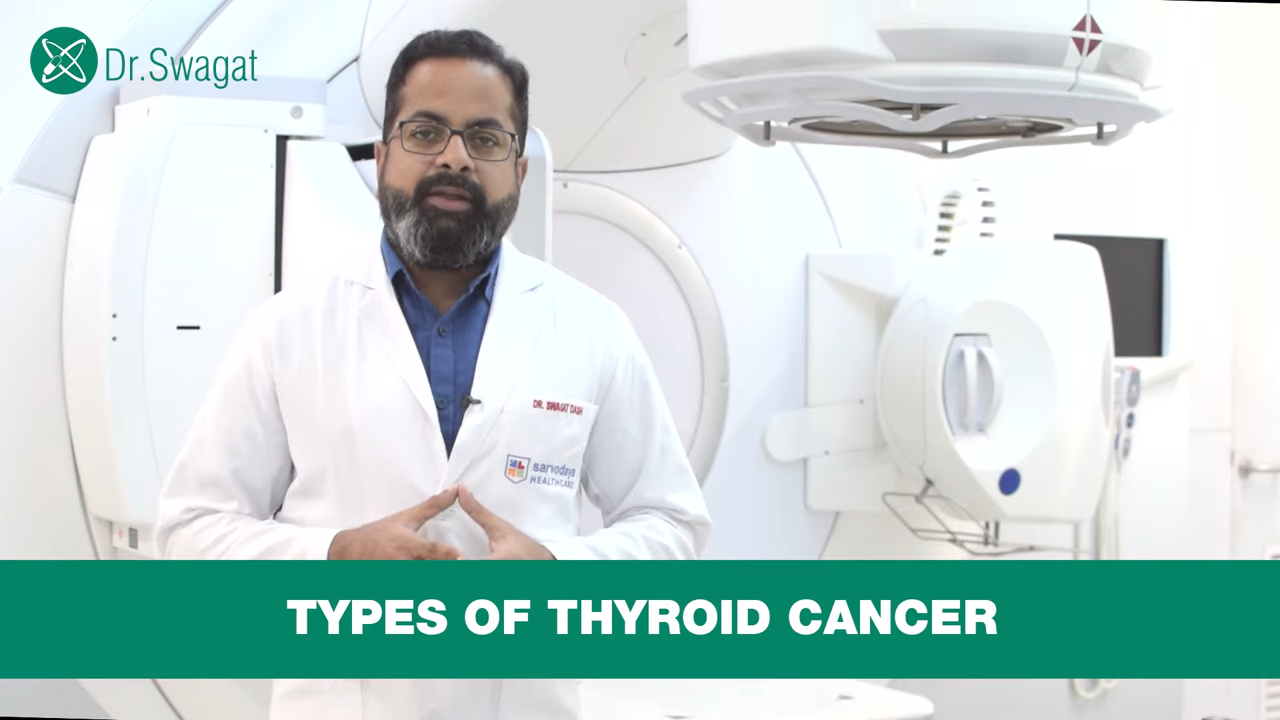 Dr.Swagat
DR. SWAGAT DASH
sarvodaya
HEALTHCARE
TYPES OF THYROID CANCER